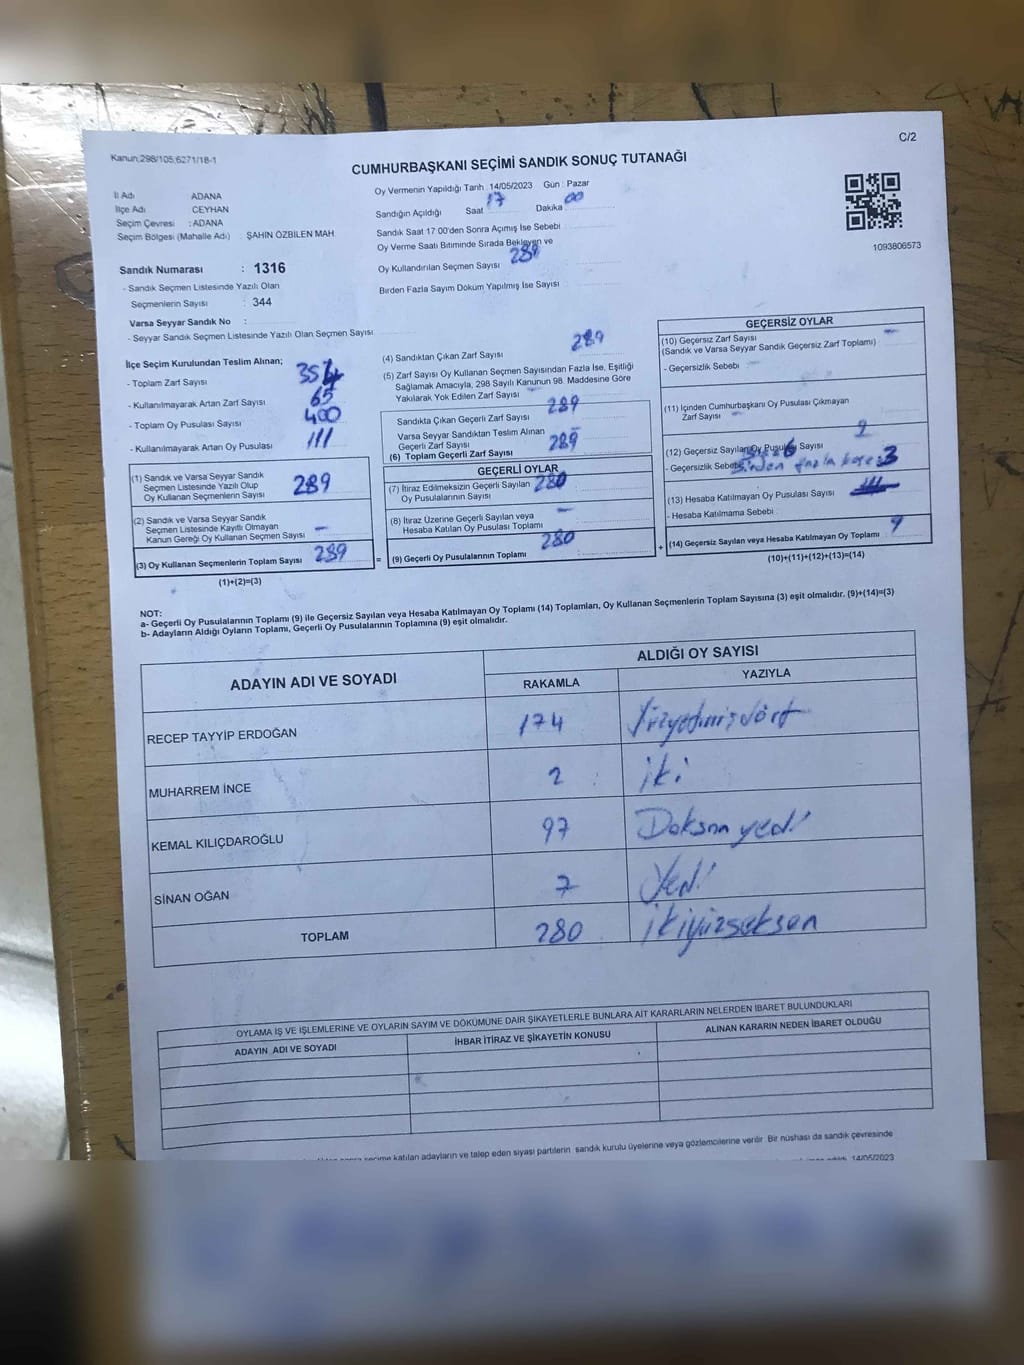 C/2
Kanun.298/105;6271/18-1
CUMHURBAŞKANI SEÇİMİ SANDIK SONUÇ TUTANAĞI
İl Adı : ADANA
İlçe Adı : CEYHAN
Seçim Çevresi : ADANA
Seçim Bölgesi (Mahalle Adı) : ŞAHİN ÖZBİLEN MAH.
Oy Vermenin Yapıldığı Tarih 14/05/2023 Gün : Pazar
Sandığın Açıldığı Saat 17 Dakika 00
Sandık Saat 17:00'den Sonra Açımış İse Sebebi
Oy Verme Saati Bitiminde Sırada Bekleyen ve
Oy Kullandırılan Seçmen Sayısı 289
Birden Fazla Sayım Döküm Yapılmış İse Sayısı
1093806573
Sandık Numarası : 1316
- Sandık Seçmen Listesinde Yazılı Olan
Seçmenlerin Sayısı : 344
Varsa Seyyar Sandık No :
- Seyyar Sandık Seçmen Listesinde Yazılı Olan Seçmen Sayısı
İlçe Seçim Kurulundan Teslim Alınan;
- Toplam Zarf Sayısı 354
- Kullanılmayarak Artan Zarf Sayısı 65
- Toplam Oy Pusulası Sayısı 400
- Kullanılmayarak Artan Oy Pusulası 111
(1) Sandık ve Varsa Seyyar Sandık
Seçmen Listesinde Yazılı Olup
Oy Kullanan Seçmenlerin Sayısı 289
(2) Sandık ve Varsa Seyyar Sandık
Seçmen Listesinde Kayıtlı Olmayan
Kanun Gereği Oy Kullanan Seçmen Sayısı -
(3) Oy Kullanan Seçmenlerin Toplam Sayısı 289
(1)+(2)=(3)
=
(4) Sandıktan Çıkan Zarf Sayısı 289
(5) Zarf Sayısı Oy Kullanan Seçmen Sayısından Fazla İse, Eşitliği
Sağlamak Amacıyla, 298 Sayılı Kanunun 98. Maddesine Göre
Yakılarak Yok Edilen Zarf Sayısı -
Sandıkta Çıkan Geçerli Zarf Sayısı 289
Varsa Seyyar Sandıktan Teslim Alınan
Geçerli Zarf Sayısı -
(6) Toplam Geçerli Zarf Sayısı 289
GEÇERLİ OYLAR
(7) İtiraz Edilmeksizin Geçerli Sayılan
Oy Pusulalarının Sayısı 280
(8) İtiraz Üzerine Geçerli Sayılan veya
Hesaba Katılan Oy Pusulası Toplamı -
(9) Geçerli Oy Pusulalarının Toplamı 280
+
GEÇERSİZ OYLAR
(10) Geçersiz Zarf Sayısı -
(Sandık ve Varsa Seyyar Sandık Geçersiz Zarf Toplamı)
- Geçersizlik Sebebi -
(11) İçinden Cumhurbaşkanı Oy Pusulası Çıkmayan
Zarf Sayısı -
(12) Geçersiz Sayılan Oy Pusulası Sayısı
- Geçersizlik Sebebi Birden fazla kaşe 3
(13) Hesaba Katılmayan Oy Pusulası Sayısı
- Hesaba Katılmama Sebebi :
(14) Geçersiz Sayılan veya Hesaba Katılmayan Oy Toplamı 9
(10)+(11)+(12)+(13)=(14)
NOT:
a- Geçerli Oy Pusulalarının Toplamı (9) ile Geçersiz Sayılan veya Hesaba Katılmayan Oy Toplamı (14) Toplamları, Oy Kullanan Seçmenlerin Toplam Sayısına (3) eşit olmalıdır. (9)+(14)=(3)
b- Adayların Aldığı Oyların Toplamı, Geçerli Oy Pusulalarının Toplamına (9) eşit olmalıdır.
ADAYIN ADI VE SOYADI ALDIĞI OY SAYISI
RAKAMLA YAZIYLA
RECEP TAYYİP ERDOĞAN 174 Yüzyetmişdört
MUHARREM İNCE 2 iki
KEMAL KILIÇDAROĞLU 97 Doksanyedi
SİNAN OĞAN 7 Yedi
TOPLAM 280 ikiyüzseksen
OYLAMA İŞ VE İŞLEMLERİNE VE OYLARIN SAYIM VE DÖKÜMÜNE DAİR ŞİKAYETLERLE BUNLARA AİT KARARLARIN NELERDEN İBARET BULUNDUKLARI
ADAYIN ADI VE SOYADI İHBAR İTİRAZ VE ŞİKAYETİN KONUSU ALINAN KARARIN NEDEN İBARET OLDUĞU
seçime katılan adayların ve talep eden siyasi partilerin sandık kurulu üyelerine veya gözlemcilerine verilir. Bir nüshası da sandık çevresinde
14/05/2023